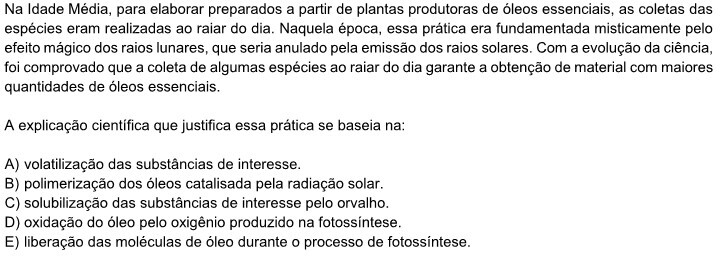 Na Idade Média, para elaborar preparados a partir de plantas produtoras de óleos essenciais, as coletas das
espécies eram realizadas ao raiar do dia. Naquela época, essa prática era fundamentada misticamente pelo
efeito mágico dos raios lunares, que seria anulado pela emissão dos raios solares. Com a evolução da ciência,
foi comprovado que a coleta de algumas espécies ao raiar do dia garante a obtenção de material com maiores
quantidades de óleos essenciais.
A explicação científica que justifica essa prática se baseia na:
A) volatilização das substâncias de interesse.
B) polimerização dos óleos catalisada pela radiação solar.
C) solubilização das substâncias de interesse pelo orvalho.
D) oxidação do óleo pelo oxigênio produzido na fotossíntese.
E) liberação das moléculas de óleo durante o processo de fotossíntese.